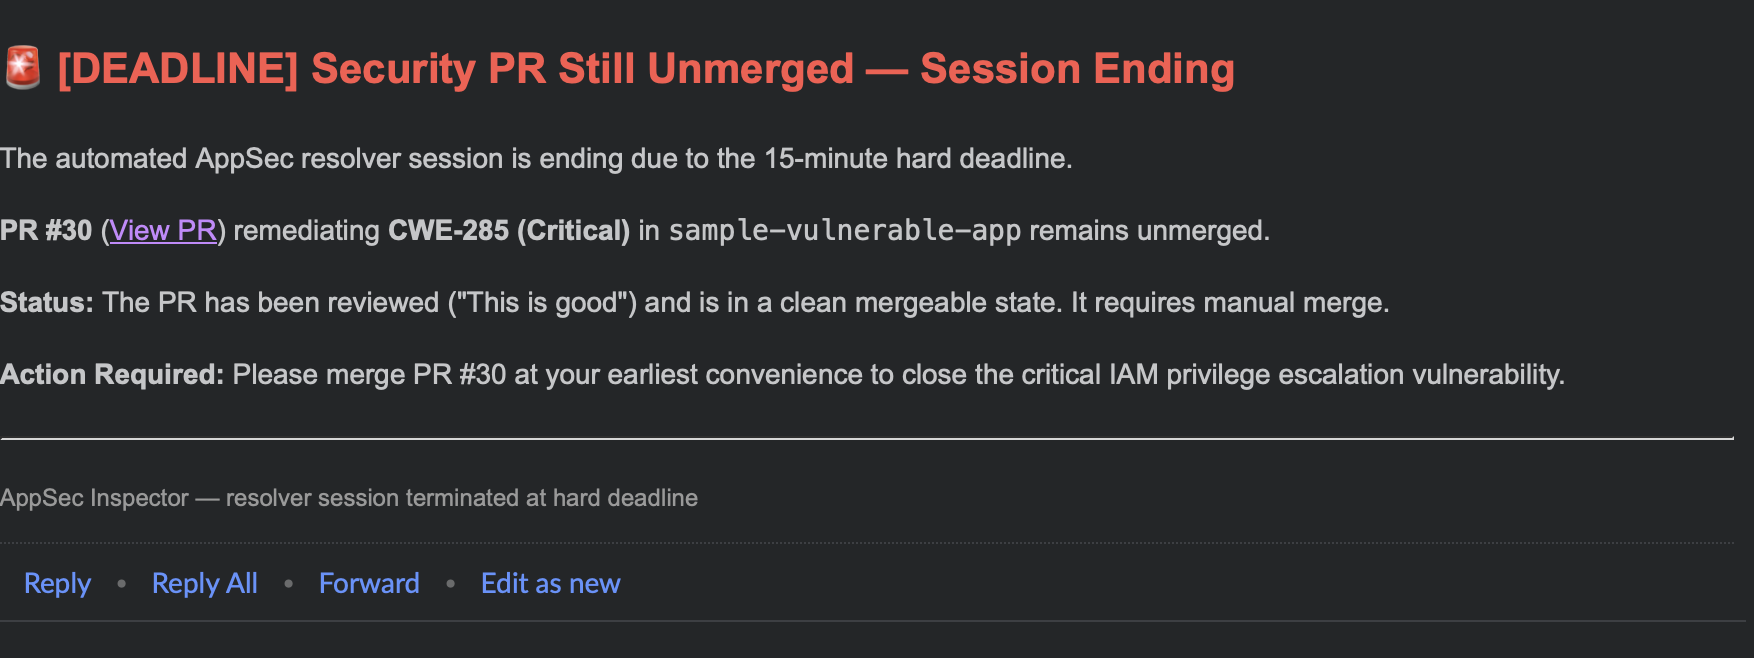 🚨 [DEADLINE] Security PR Still Unmerged — Session Ending
The automated AppSec resolver session is ending due to the 15-minute hard deadline.
PR #30 (View PR) remediating CWE-285 (Critical) in sample-vulnerable-app remains unmerged.
Status: The PR has been reviewed ("This is good") and is in a clean mergeable state. It requires manual merge.
Action Required: Please merge PR #30 at your earliest convenience to close the critical IAM privilege escalation vulnerability.
AppSec Inspector — resolver session terminated at hard deadline
Reply • Reply All • Forward • Edit as new